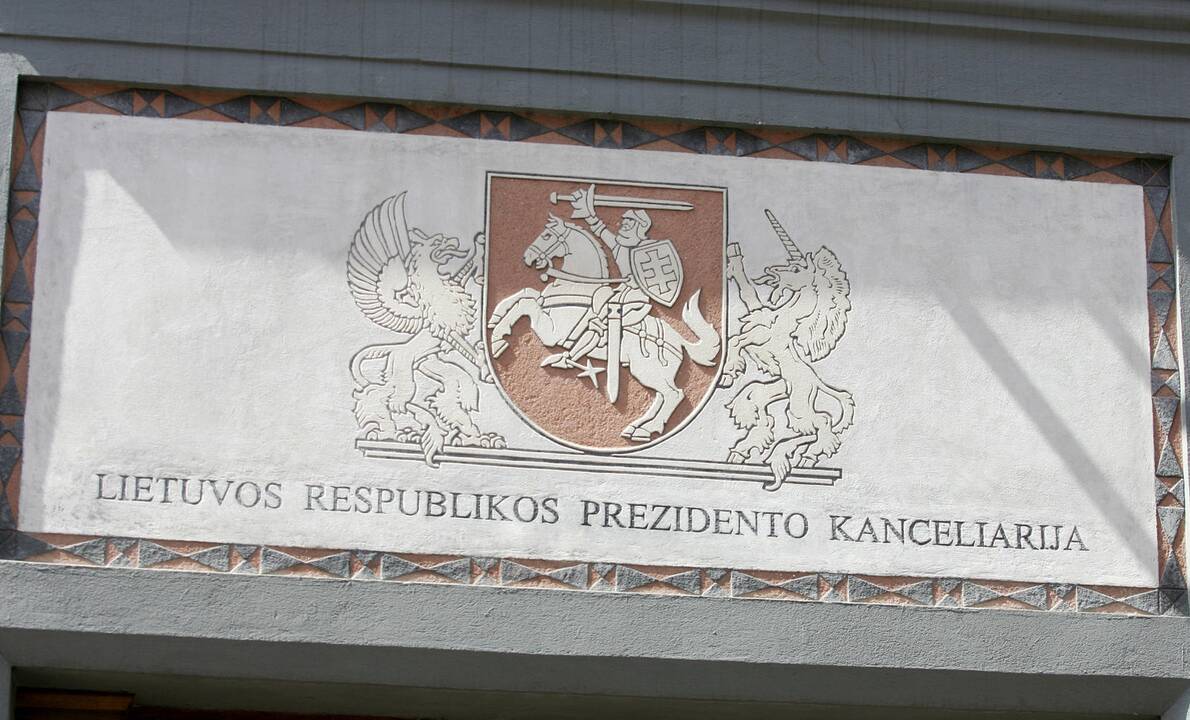 LIETUVOS RESPUBLIKOS PREZIDENTO KANCELIARIJA